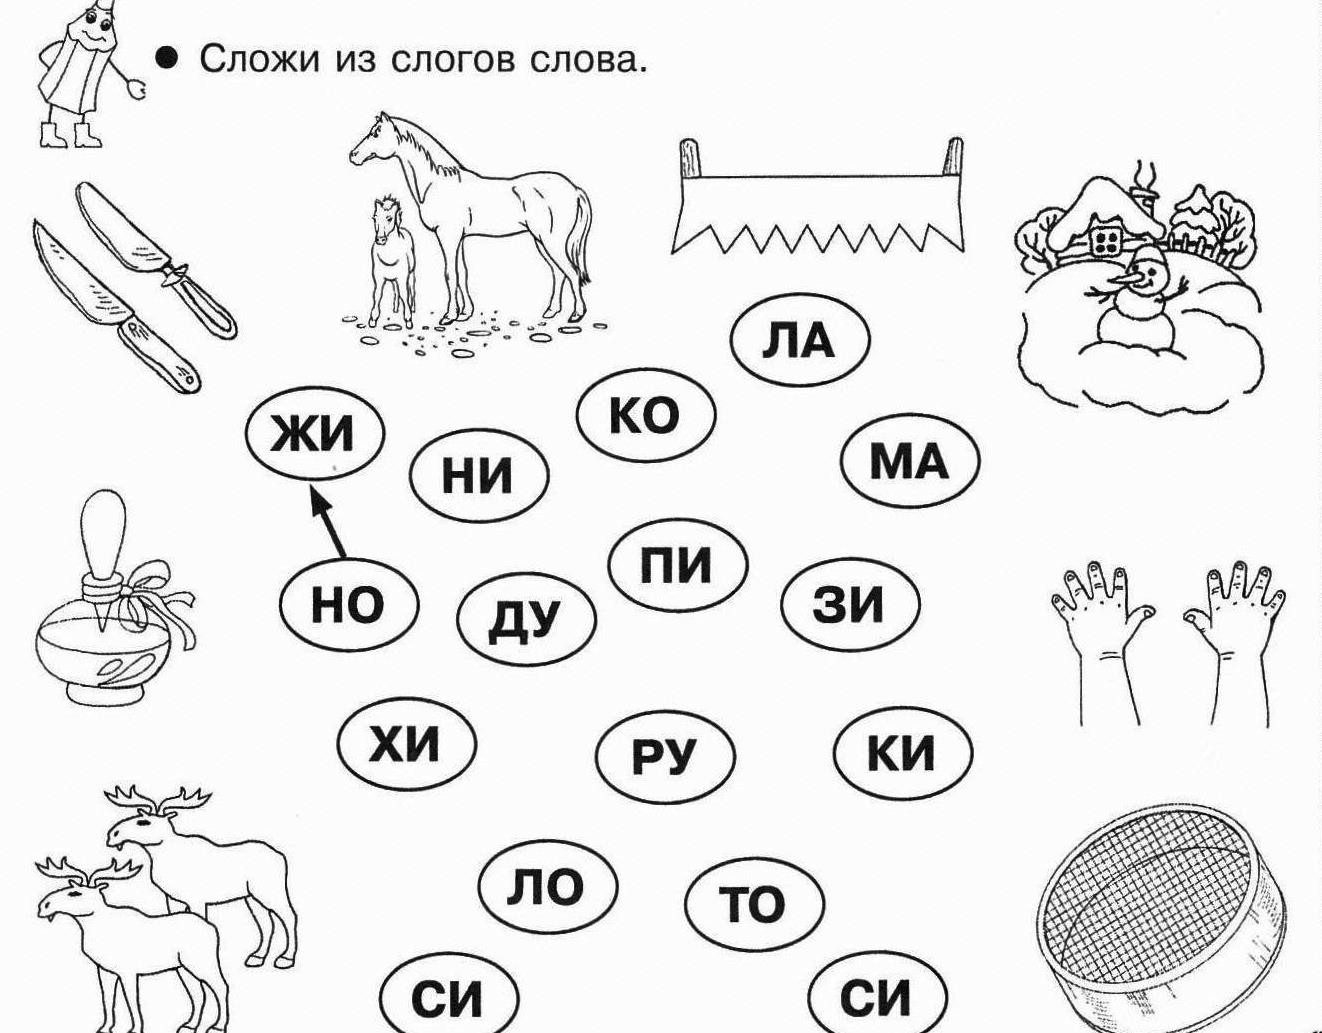 Сложи из слогов слова.
ЛА
КО
ЖИ
НИ
МА
ПИ
НО
ДУ
ЗИ
ХИ
РУ
КИ
ЛО
ТО
СИ
СИ